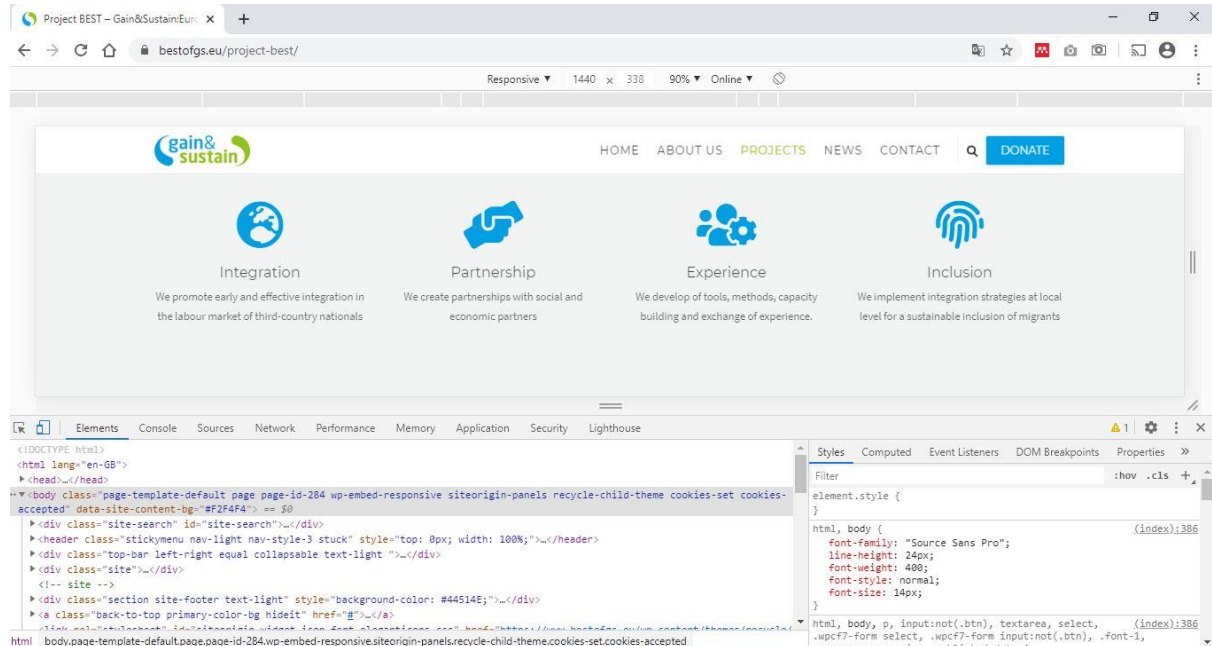 Project BEST – Gain&Sustain:Euro
bestofgs.eu/project-best/
Responsive ▼ 1440 x 338 90% ▼ Online ▼
gain&
sustain
HOME ABOUT US PROJECTS NEWS CONTACT DONATE
Integration Partnership Experience Inclusion
We promote early and effective integration in
the labour market of third-country nationals
We create partnerships with social and
economic partners
We develop of tools, methods, capacity
building and exchange of experience.
We implement integration strategies at local
level for a sustainable inclusion of migrants
Elements Console Sources Network Performance Memory Application Security Lighthouse 1
<!DOCTYPE html>
<html lang="en-GB">
<head>…</head>
<body class="page-template-default page page-id-284 wp-embed-responsive siteorigin-panels recycle-child-theme cookies-set cookies-
accepted" data-site-content-bg="#F2F4F4"> == $0
<div class="site-search" id="site-search">…</div>
<header class="stickymenu nav-light nav-style-3 stuck" style="top: 0px; width: 100%;">…</header>
<div class="top-bar left-right equal collapsable text-light ">…</div>
<div class="site">…</div>
<!-- site -->
<div class="section site-footer text-light" style="background-color: #44514E;">…</div>
<a class="back-to-top primary-color-bg hideit" href="#">…</a>
html body.page-template-default.page.page-id-284.wp-embed-responsive.siteorigin-panels.recycle-child-theme.cookies-set.cookies-accepted
Styles Computed Event Listeners DOM Breakpoints Properties »
Filter :hov .cls +
element.style {
}
html, body { (index):386
font-family: "Source Sans Pro";
line-height: 24px;
font-weight: 400;
font-style: normal;
font-size: 14px;
}
html, body, p, input:not(.btn), textarea, select, (index):386
.wpcf7-form select, .wpcf7-form input:not(.btn), .font-1,